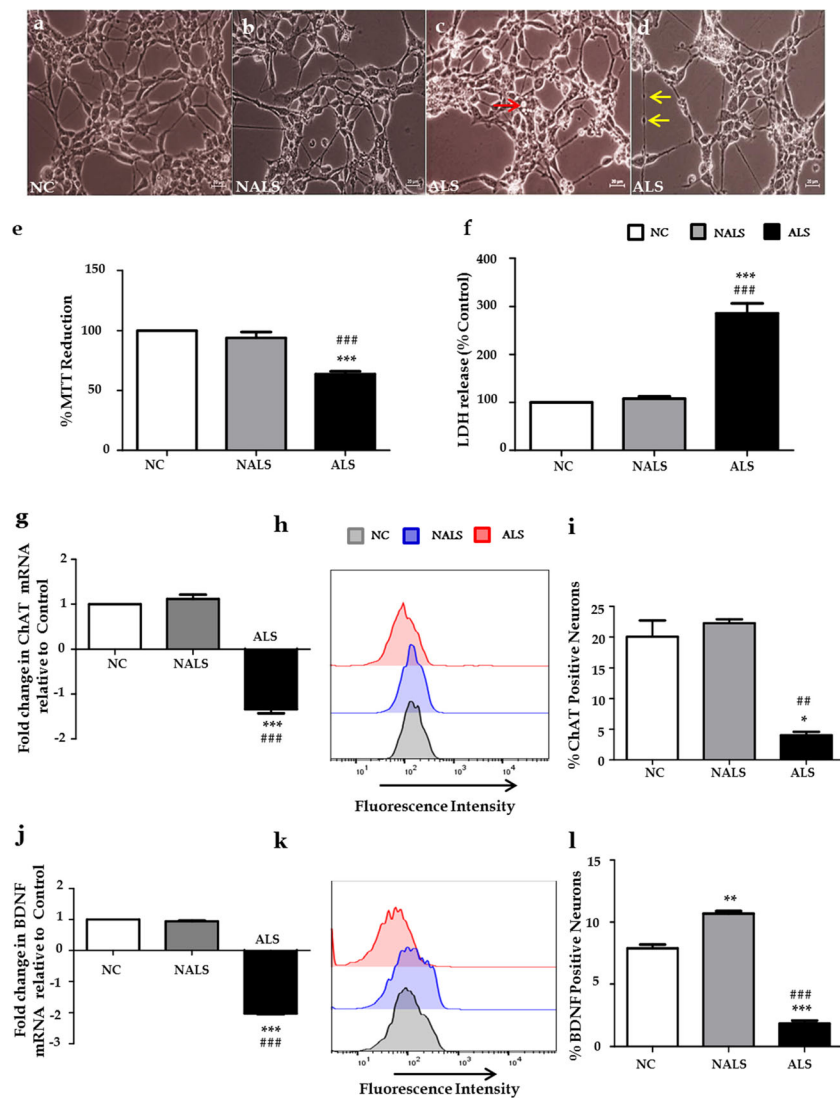 a
b
c
d
NC
NALS
ALS
ALS
20 µm
20 µm
e
f
NC NALS ALS
% MTT Reduction
150
100
50
0
###
***
NC NALS ALS
LDH release (% Control)
400
300
200
100
0
***
###
NC NALS ALS
g
h
i
NC NALS ALS
Fold change in ChAT mRNA
relative to Control
2
1
0
-1
-2
NC NALS ALS
***
###
10¹ 10² 10³ 10⁴
Fluorescence Intensity
% ChAT Positive Neurons
25
20
15
10
5
0
##
*
NC NALS ALS
j
k
l
Fold change in BDNF
mRNA relative to Control
2
1
0
-1
-2
-3
NC NALS ALS
***
###
10¹ 10² 10³ 10⁴
Fluorescence Intensity
% BDNF Positive Neurons
15
10
5
0
**
###
***
NC NALS ALS